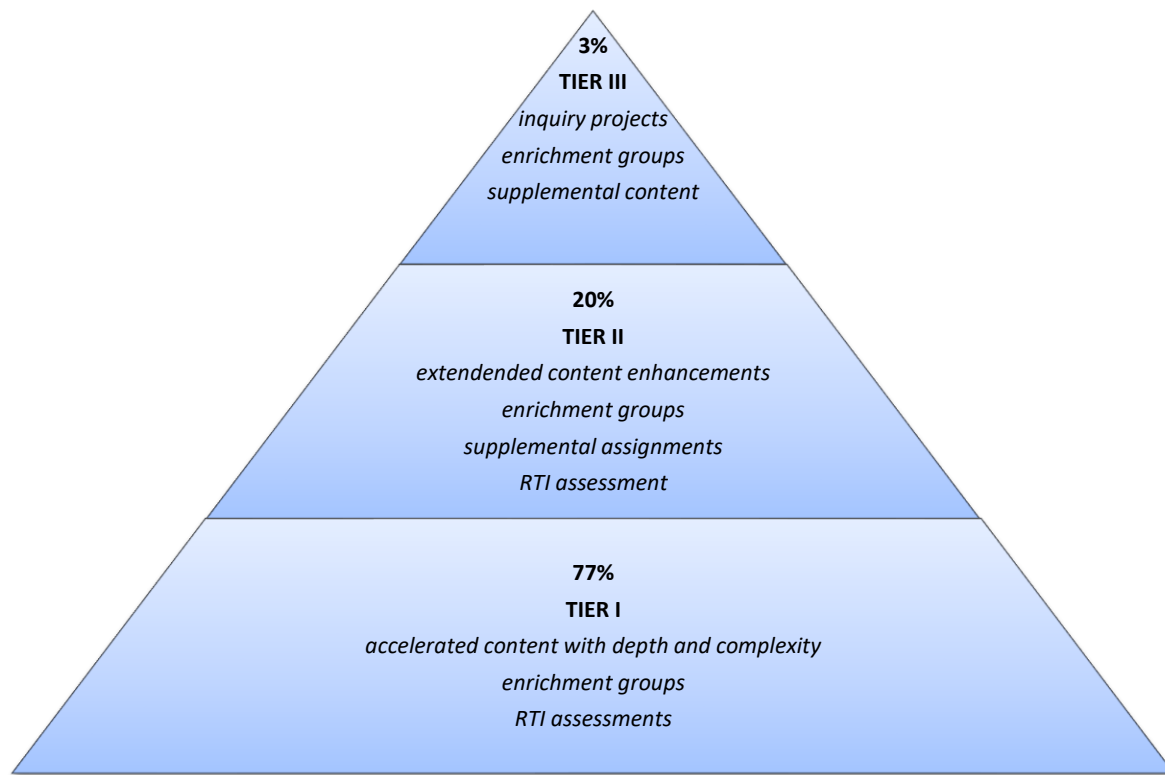 3%
TIER III
inquiry projects
enrichment groups
supplemental content
20%
TIER II
extendended content enhancements
enrichment groups
supplemental assignments
RTI assessment
77%
TIER I
accelerated content with depth and complexity
enrichment groups
RTI assessments